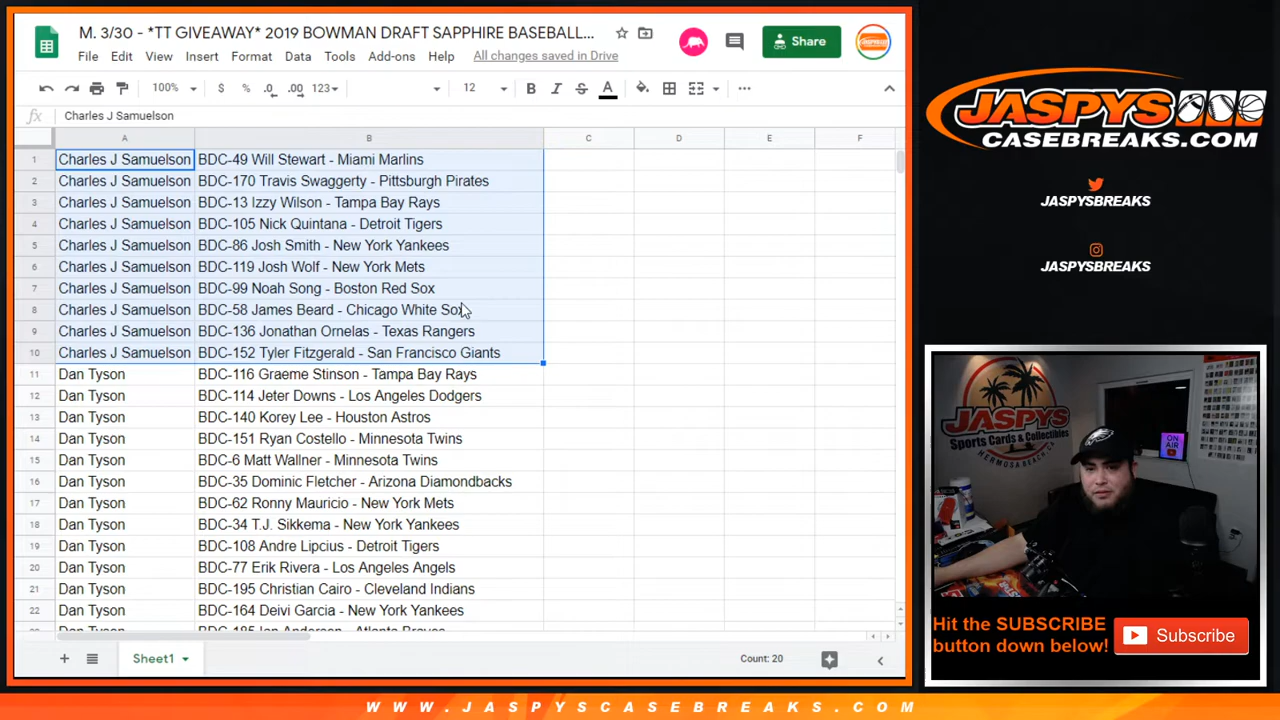 M. 3/30 - *TT GIVEAWAY* 2019 BOWMAN DRAFT SAPPHIRE BASEBALL...
Share
File Edit View Insert Format Data Tools Add-ons Help All changes saved in Drive
100% $ % .0 .00 123 12 B I S A
fx Charles J Samuelson
A B C D E F
1 Charles J Samuelson BDC-49 Will Stewart - Miami Marlins
2 Charles J Samuelson BDC-170 Travis Swaggerty - Pittsburgh Pirates
3 Charles J Samuelson BDC-13 Izzy Wilson - Tampa Bay Rays
4 Charles J Samuelson BDC-105 Nick Quintana - Detroit Tigers
5 Charles J Samuelson BDC-86 Josh Smith - New York Yankees
6 Charles J Samuelson BDC-119 Josh Wolf - New York Mets
7 Charles J Samuelson BDC-99 Noah Song - Boston Red Sox
8 Charles J Samuelson BDC-58 James Beard - Chicago White Sox
9 Charles J Samuelson BDC-136 Jonathan Ornelas - Texas Rangers
10 Charles J Samuelson BDC-152 Tyler Fitzgerald - San Francisco Giants
11 Dan Tyson BDC-116 Graeme Stinson - Tampa Bay Rays
12 Dan Tyson BDC-114 Jeter Downs - Los Angeles Dodgers
13 Dan Tyson BDC-140 Korey Lee - Houston Astros
14 Dan Tyson BDC-151 Ryan Costello - Minnesota Twins
15 Dan Tyson BDC-6 Matt Wallner - Minnesota Twins
16 Dan Tyson BDC-35 Dominic Fletcher - Arizona Diamondbacks
17 Dan Tyson BDC-62 Ronny Mauricio - New York Mets
18 Dan Tyson BDC-34 T.J. Sikkema - New York Yankees
19 Dan Tyson BDC-108 Andre Lipcius - Detroit Tigers
20 Dan Tyson BDC-77 Erik Rivera - Los Angeles Angels
21 Dan Tyson BDC-195 Christian Cairo - Cleveland Indians
22 Dan Tyson BDC-164 Deivi Garcia - New York Yankees
Dan Tyson BDC-185 Ian Anderson - Atlanta Braves
Sheet1 Count: 20
JASPYS
CASEBREAKS.COM
JASPYSBREAKS
JASPYSBREAKS
JASPYS
Sports Cards & Collectibles
HERMOSA BEACH, CA
ON AIR
Hit the SUBSCRIBE
button down below!
Subscribe
WWW.JASPYSCASEBREAKS.COM